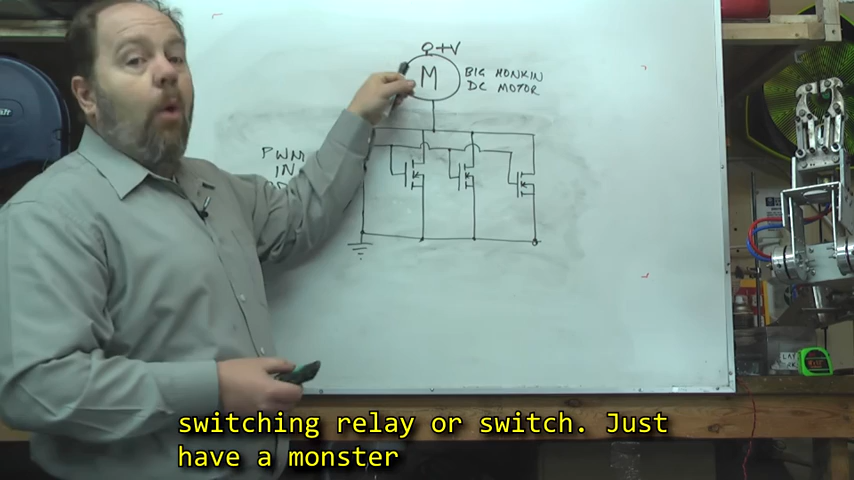 +V
M
BIG HONKIN
DC MOTOR
PWM
IN
switching relay or switch. Just
have a monster